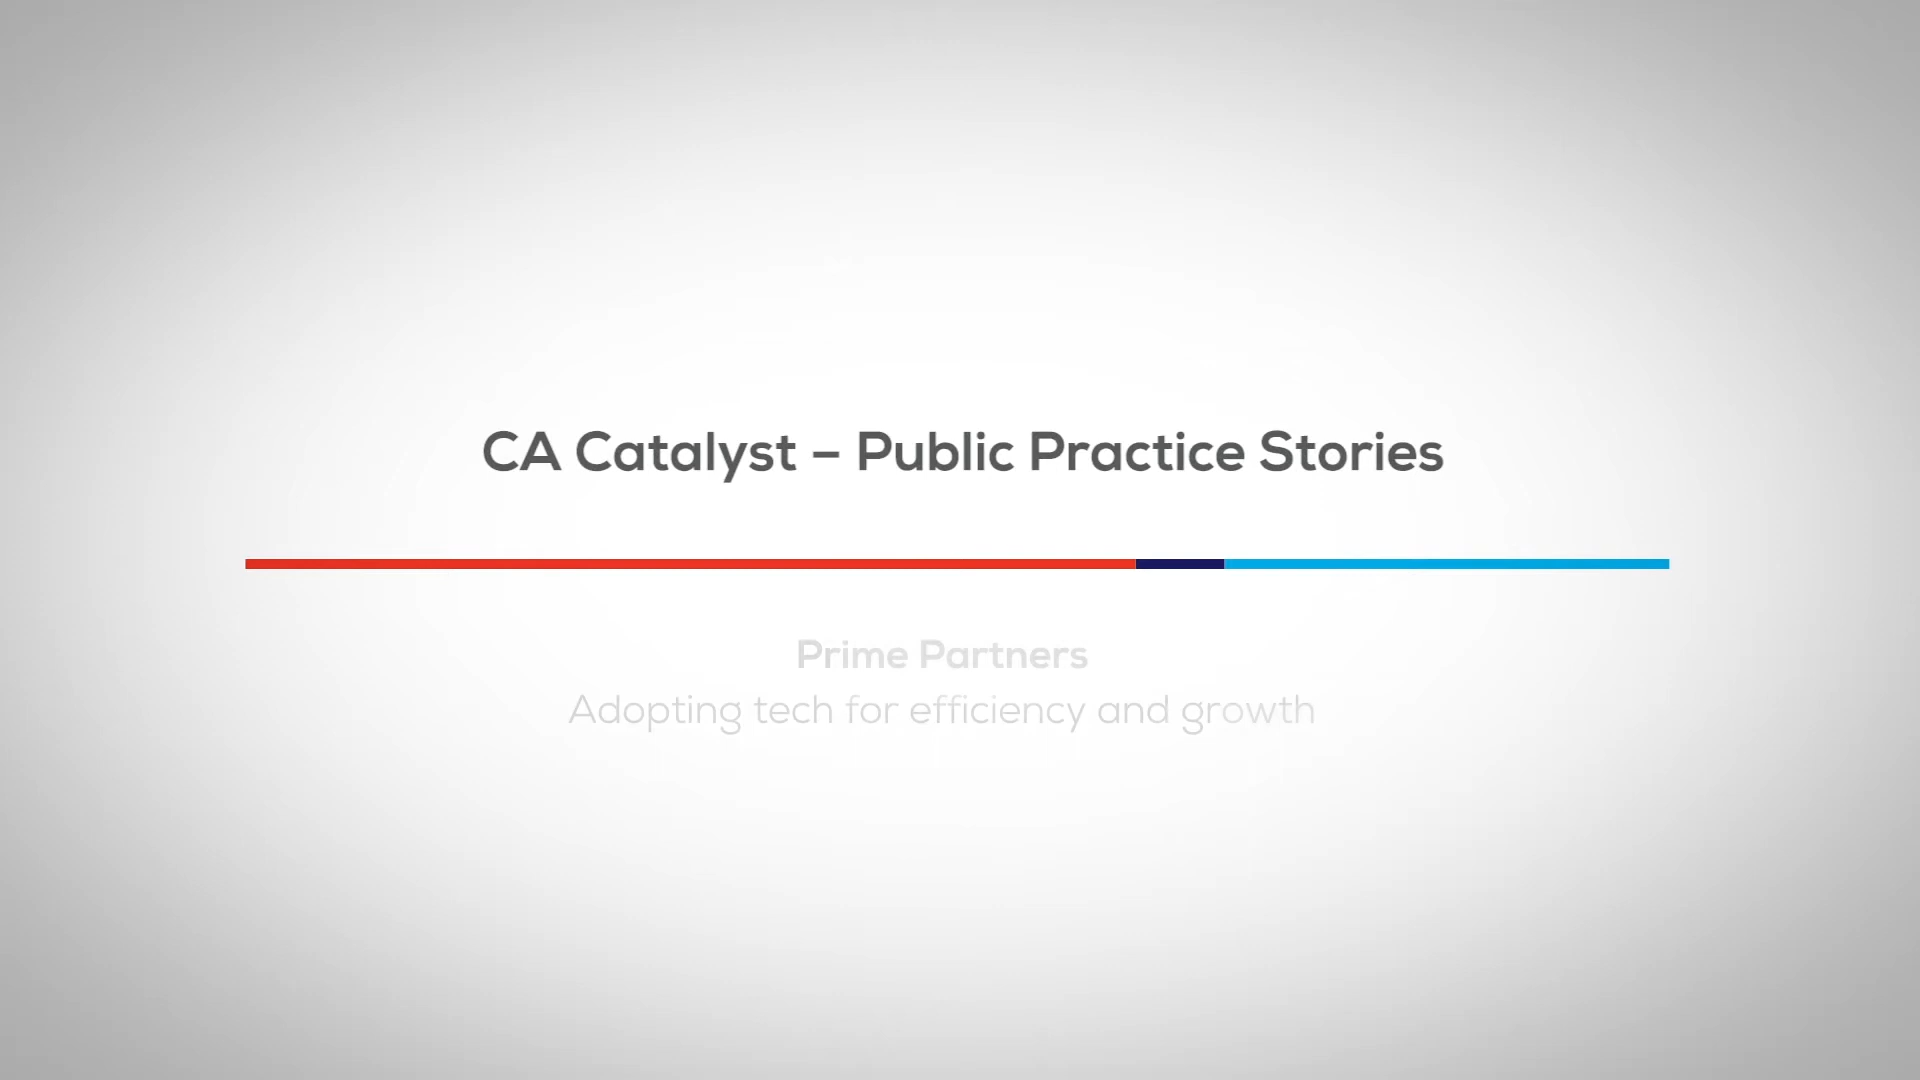 CA Catalyst – Public Practice Stories
Prime Partners
Adopting tech for efficiency and growth